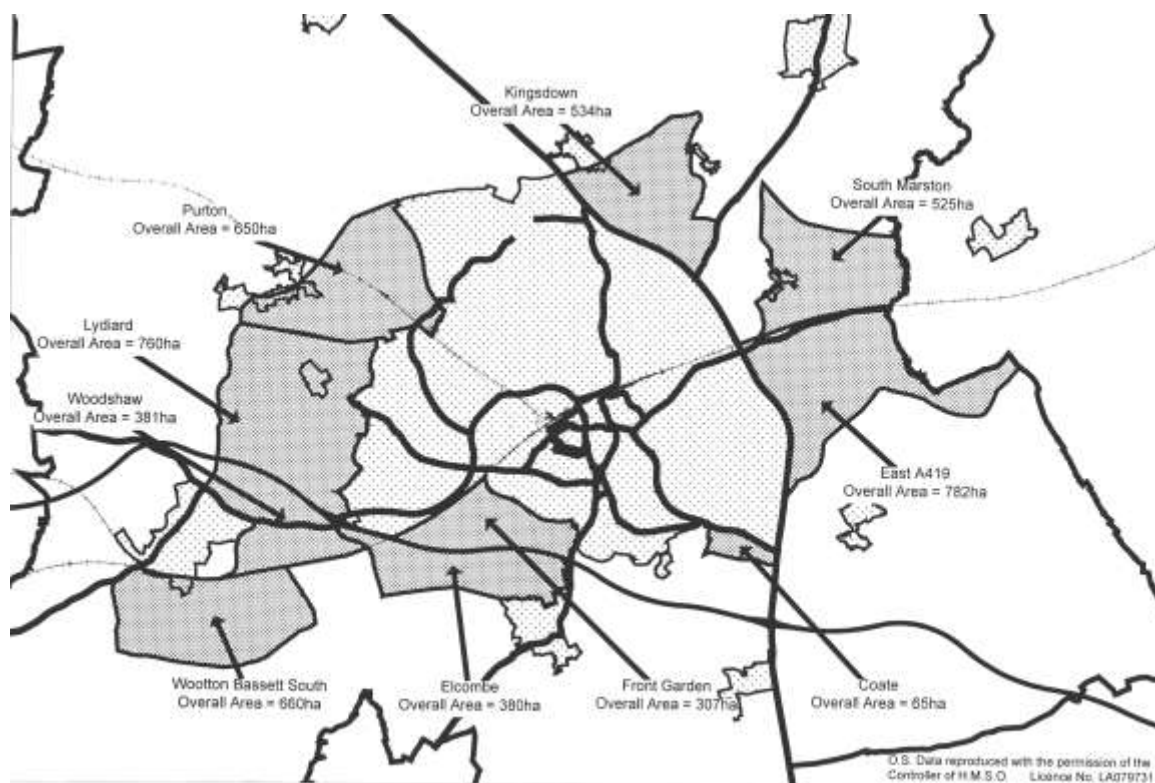 Kingsdown
Overall Area = 534ha
South Marston
Overall Area = 525ha
Purton
Overall Area = 650ha
Lydiard
Overall Area = 760ha
Woodshaw
Overall Area = 381ha
East A419
Overall Area = 782ha
Wootton Bassett South
Overall Area = 660ha
Elcombe
Overall Area = 380ha
Front Garden
Overall Area = 307ha
Coate
Overall Area = 65ha
O.S. Data reproduced with the permission of the
Controller of H.M.S.O. Licence No. LA079731